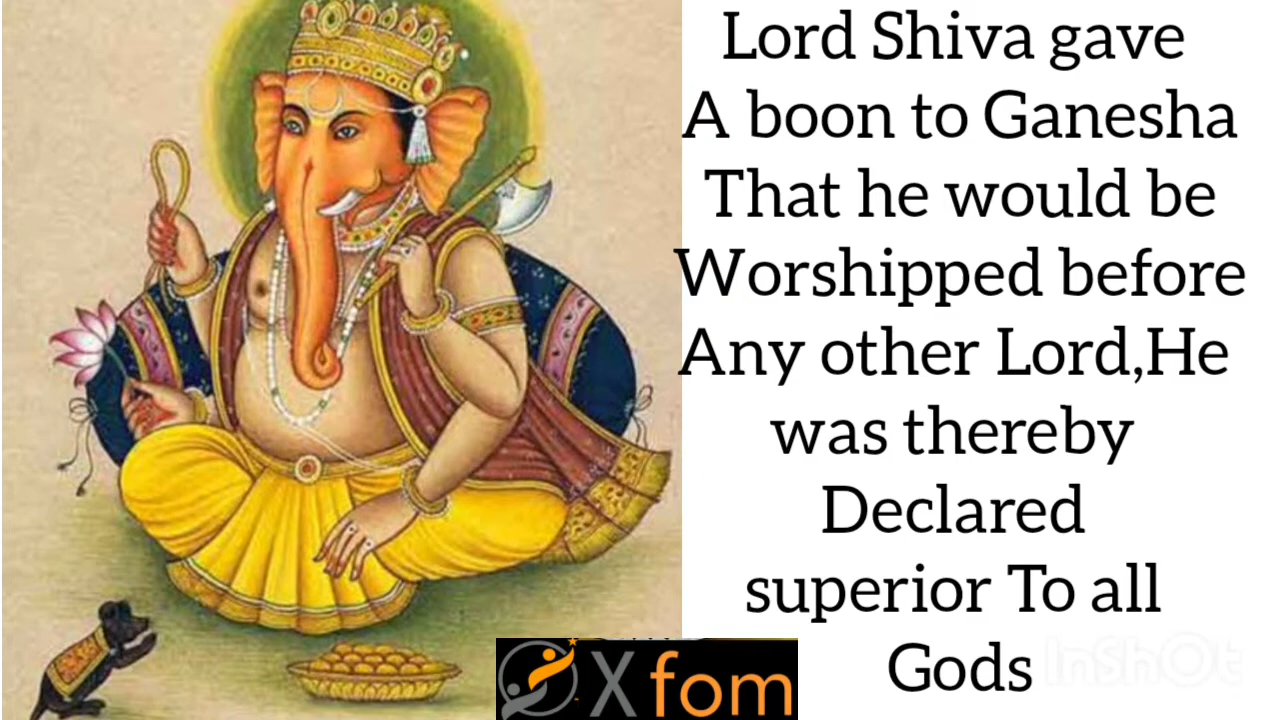 Lord Shiva gave
A boon to Ganesha
That he would be
Worshipped before
Any other Lord,He
was thereby
Declared
superior To all
Gods
InShOt
X fom